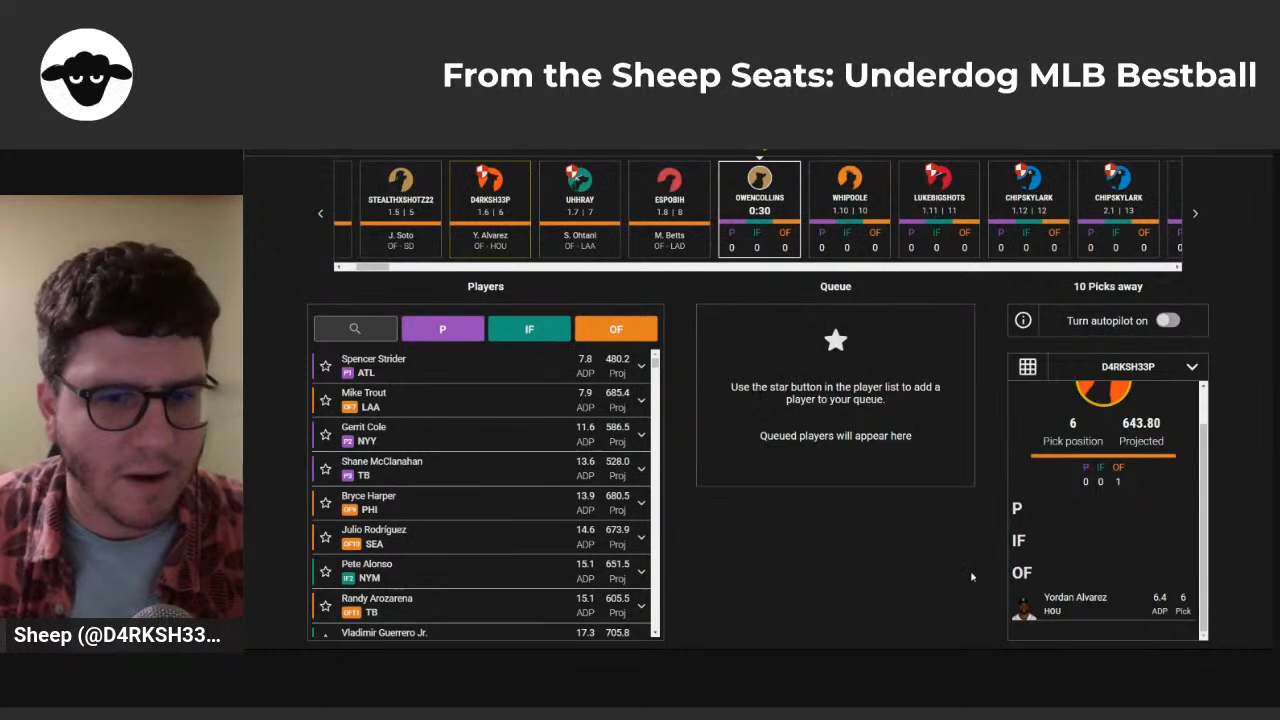 From the Sheep Seats: Underdog MLB Bestball
STEALTHXSHOTZ22
1.5 | 5
J. Soto
OF - SD
D4RKSH33P
1.6 | 6
Y. Alvarez
OF - HOU
UHHRAY
1.7 | 7
S. Ohtani
OF - LAA
ESPOBIH
1.8 | 8
M. Betts
OF - LAD
OWENCOLLINS
0:30
P IF OF
0 0 0
WHIPDOLE
1.10 | 10
P IF OF
0 0 0
LUKEBIGSHOTS
1.11 | 11
P IF OF
0 0 0
CHIPSKYLARK
1.12 | 12
P IF OF
0 0 0
CHIPSKYLARK
2.1 | 13
P IF OF
0 0 0
Players
P IF OF
Spencer Strider 7.8 480.2
P1 ATL ADP Proj
Mike Trout 7.9 685.4
OF7 LAA ADP Proj
Gerrit Cole 11.6 586.5
P2 NYY ADP Proj
Shane McClanahan 13.6 528.0
P3 TB ADP Proj
Bryce Harper 13.9 680.5
OF9 PHI ADP Proj
Julio Rodríguez 14.6 673.9
OF10 SEA ADP Proj
Pete Alonso 15.1 651.5
IF2 NYM ADP Proj
Randy Arozarena 15.1 605.5
OF11 TB ADP Proj
Vladimir Guerrero Jr. 17.3 705.8
Queue
Use the star button in the player list to add a
player to your queue.
Queued players will appear here
10 Picks away
Turn autopilot on
D4RKSH33P
6 643.80
Pick position Projected
P IF OF
0 0 1
P
IF
OF
Yordan Alvarez 6.4 6
HOU ADP Pick
Sheep (@D4RKSH33...